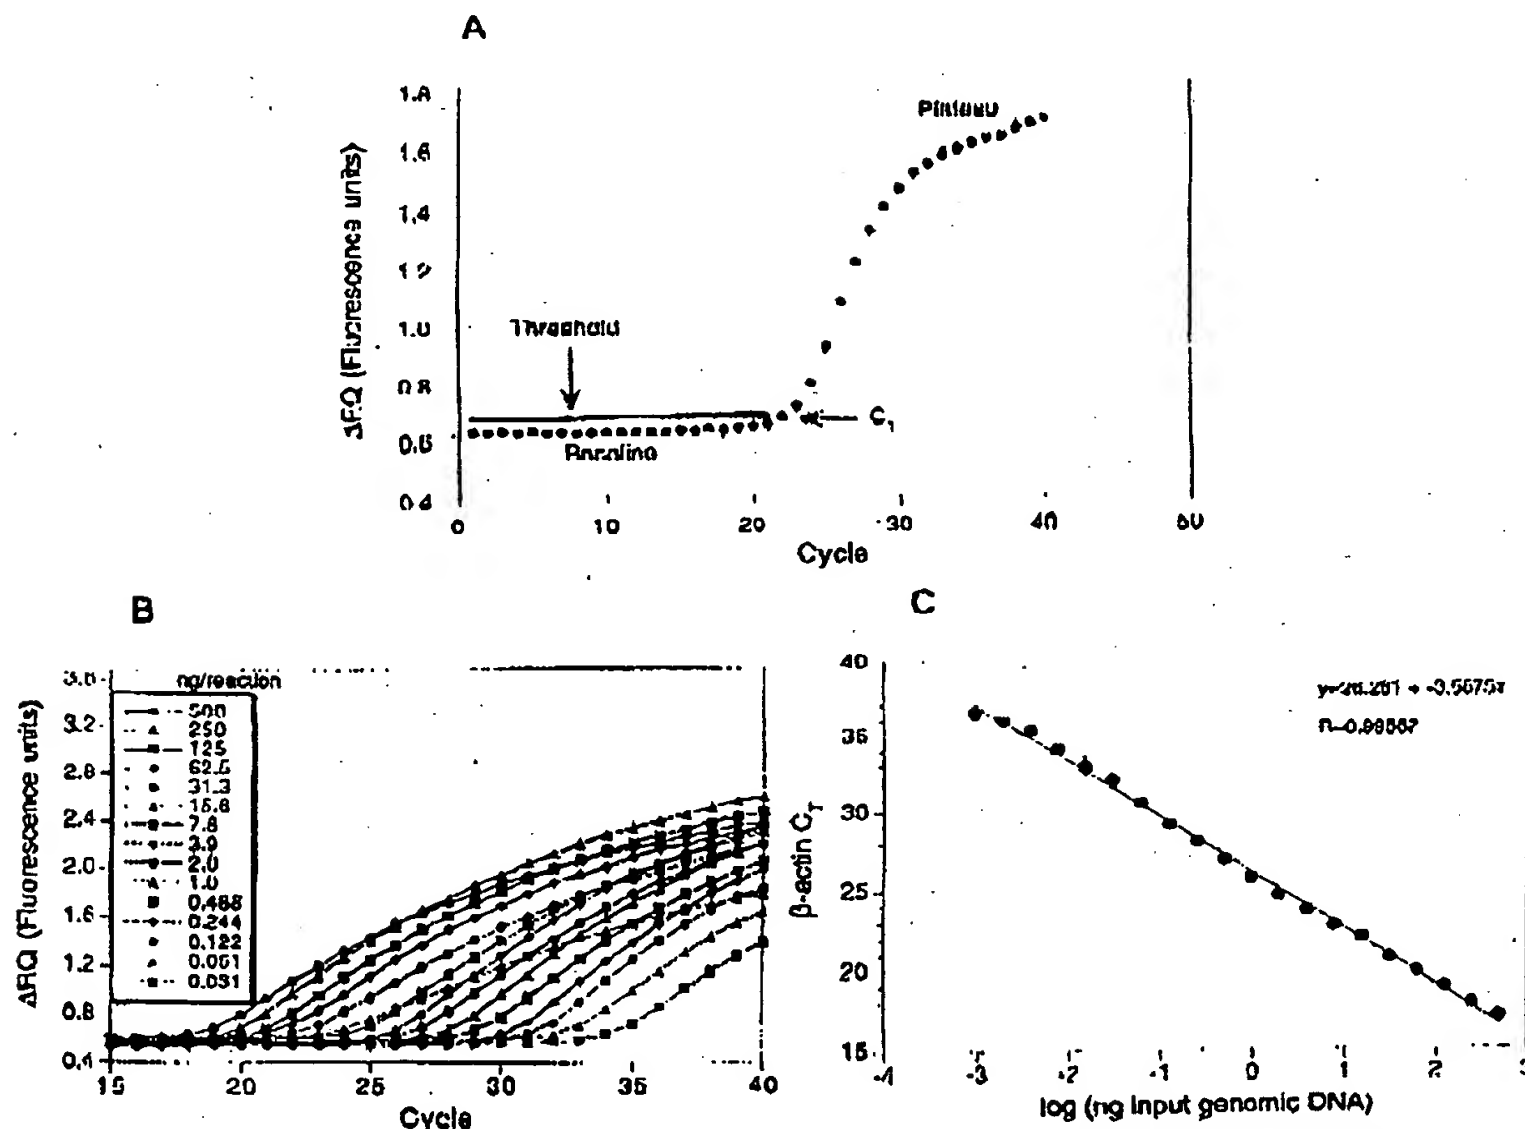 A
1.8
1.6
1.4
1.2
1.0
0.8
0.6
0.4
ΔRQ (Fluorescence units)
Plateau
Threshold
C
Baseline
0 10 20 30 40 50
Cycle
B
ng/reaction
3.6
3.2
2.8
2.4
2.0
1.6
1.2
0.8
0.4
ΔRQ (Fluorescence units)
500
250
125
62.5
31.3
15.6
7.8
3.9
2.0
1.0
0.488
0.244
0.122
0.061
0.031
15 20 25 30 35 40
Cycle
C
40
35
30
25
20
15
β-actin CT
-4 -3 -2 -1 0 1 2 3
log (ng input genomic DNA)